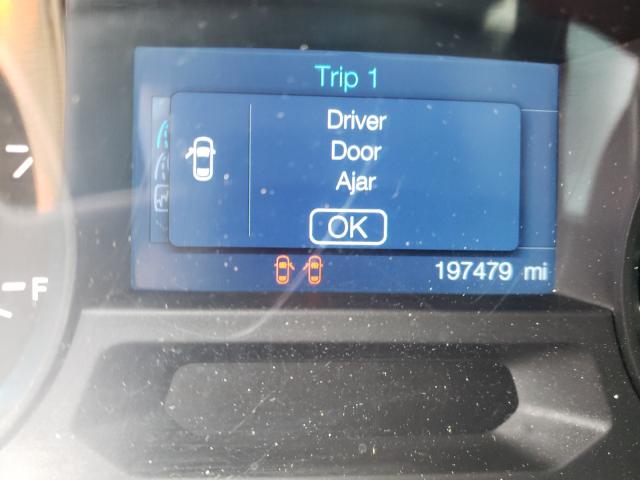 Trip 1
Driver
Door
Ajar
OK
197479 mi
F